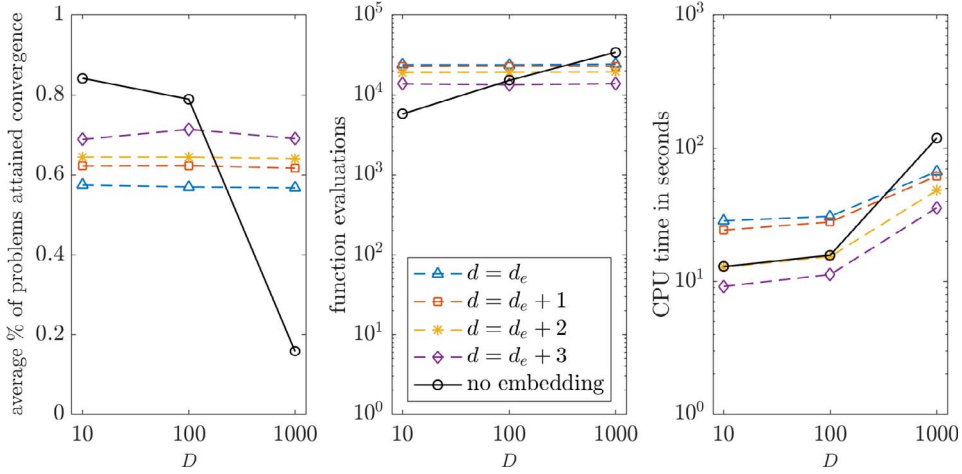 average % of problems attained convergence
1
0.8
0.6
0.4
0.2
0
10
100
1000
D
function evaluations
10^5
10^4
10^3
10^2
10^1
10^0
d = d_e
d = d_e + 1
d = d_e + 2
d = d_e + 3
no embedding
10
100
1000
D
CPU time in seconds
10^3
10^2
10^1
10^0
10
100
1000
D